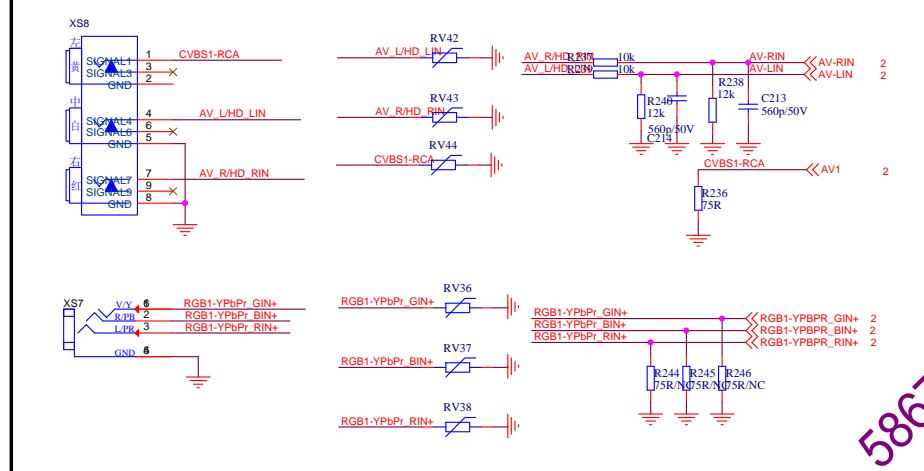 XS8
左
黄
SIGNAL1 1 CVBS1-RCA
SIGNAL3 3
GND 2
中
白
SIGNAL4 4 AV_L/HD_LIN
SIGNAL6 6
GND 5
右
红
SIGNAL7 7 AV_R/HD_RIN
SIGNAL9 9
GND 8
RV42
AV_L/HD_LIN
RV43
AV_R/HD_RIN
RV44
CVBS1-RCA
AV_R/HD_RIN R237 10k AV-RIN AV-RIN 2
AV_L/HD_LIN R239 10k AV-LIN AV-LIN 2
R240
12k
560p/50V
C214
R238
12k
C213
560p/50V
CVBS1-RCA AV1 2
R236
75R
XS7
V/Y 1 RGB1-YPbPr_GIN+
R/PB 2 RGB1-YPbPr_BIN+
L/PR 3 RGB1-YPbPr_RIN+
GND
RV36
RGB1-YPbPr_GIN+
RV37
RGB1-YPbPr_BIN+
RV38
RGB1-YPbPr_RIN+
RGB1-YPbPr_GIN+ RGB1-YPBPR_GIN+ 2
RGB1-YPbPr_BIN+ RGB1-YPBPR_BIN+ 2
RGB1-YPbPr_RIN+ RGB1-YPBPR_RIN+ 2
R244 R245 R246
75R/NC 75R/NC 75R/NC
5867